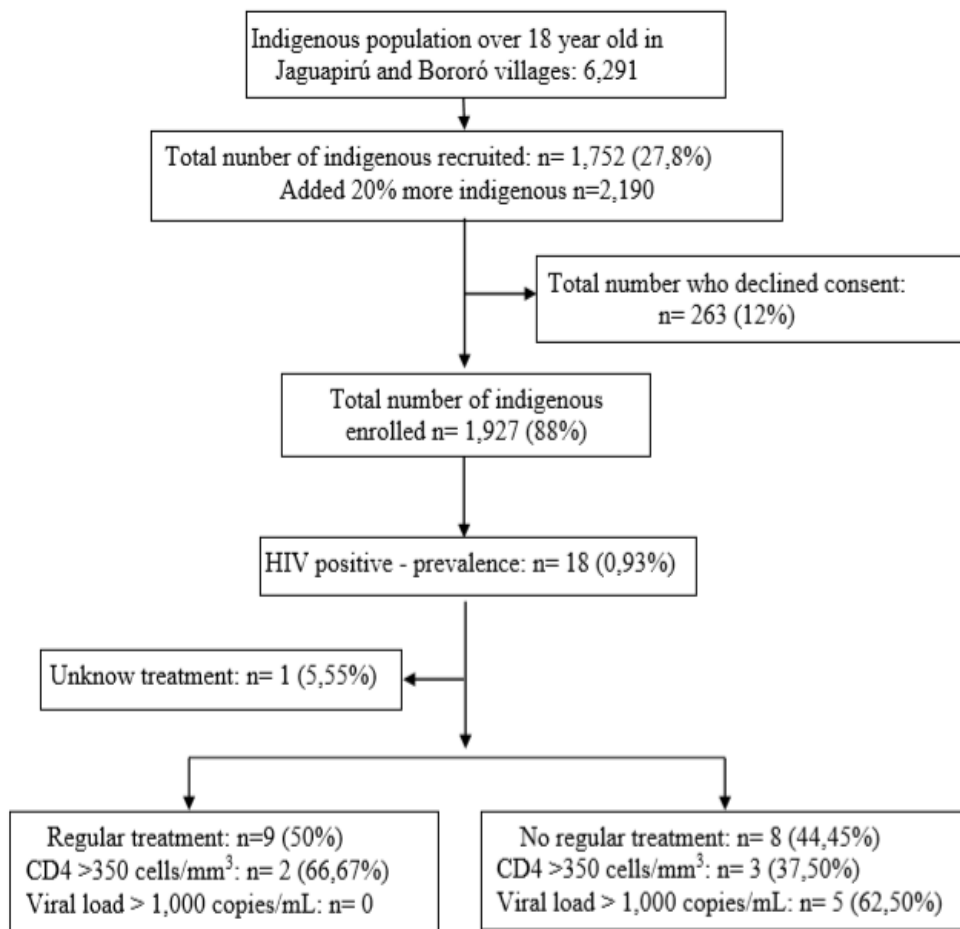 Indigenous population over 18 year old in
Jaguapirú and Bororó villages: 6,291
Total nunber of indigenous recruited: n= 1,752 (27,8%)
Added 20% more indigenous n=2,190
Total number who declined consent:
n= 263 (12%)
Total number of indigenous
enrolled n= 1,927 (88%)
HIV positive - prevalence: n= 18 (0,93%)
Unknow treatment: n= 1 (5,55%)
Regular treatment: n=9 (50%)
CD4 >350 cells/mm³: n= 2 (66,67%)
Viral load > 1,000 copies/mL: n= 0
No regular treatment: n= 8 (44,45%)
CD4 >350 cells/mm³: n= 3 (37,50%)
Viral load > 1,000 copies/mL: n= 5 (62,50%)